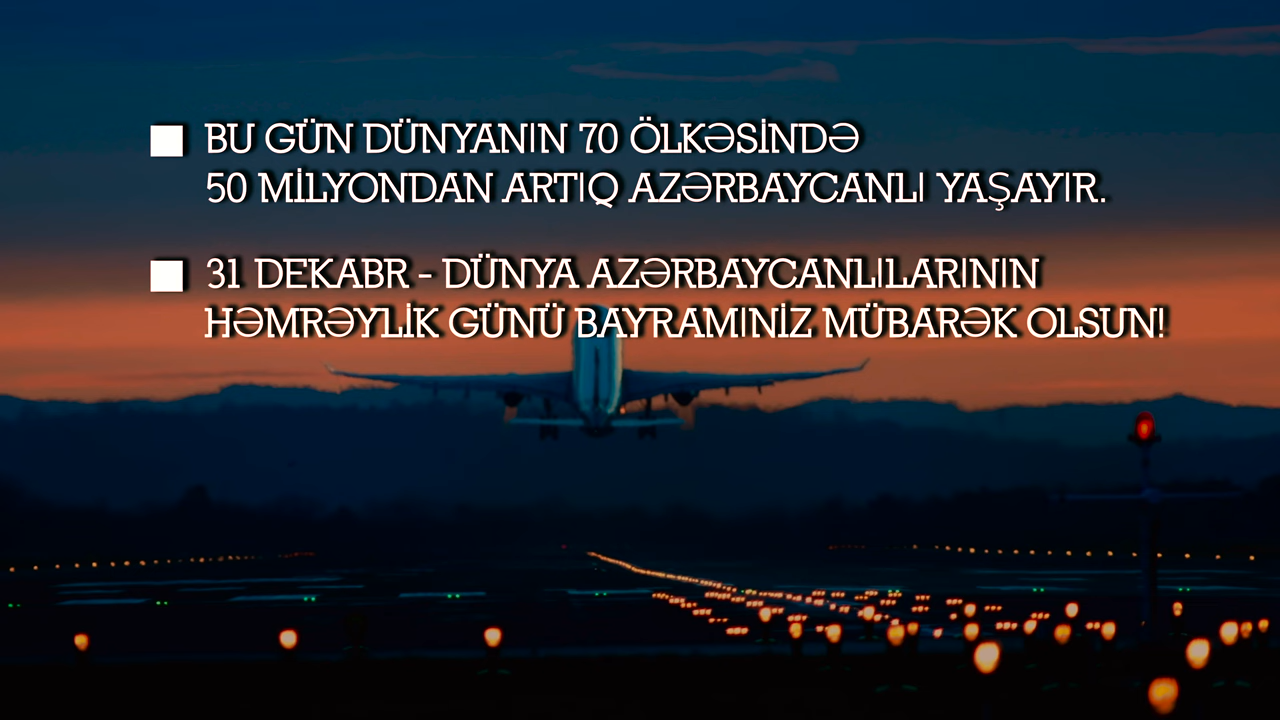 BU GÜN DÜNYANIN 70 ÖLKƏSİNDƏ
50 MİLYONDAN ARTIQ AZƏRBAYCANLI YAŞAYIR.
31 DEKABR - DÜNYA AZƏRBAYCANLILARININ
HƏMRƏYLİK GÜNÜ BAYRAMINİZ MÜBARƏK OLSUN!